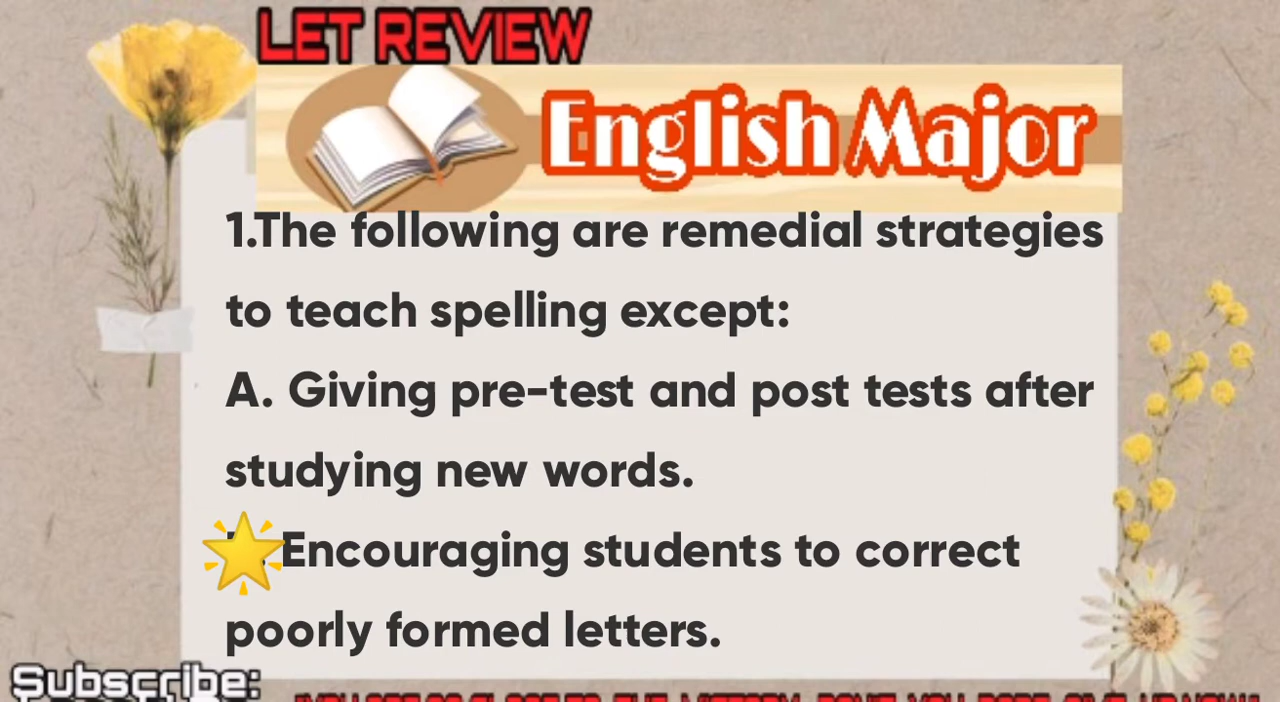 LET REVIEW
English Major
1.The following are remedial strategies
to teach spelling except:
A. Giving pre-test and post tests after
studying new words.
Encouraging students to correct
poorly formed letters.
Subscribe: